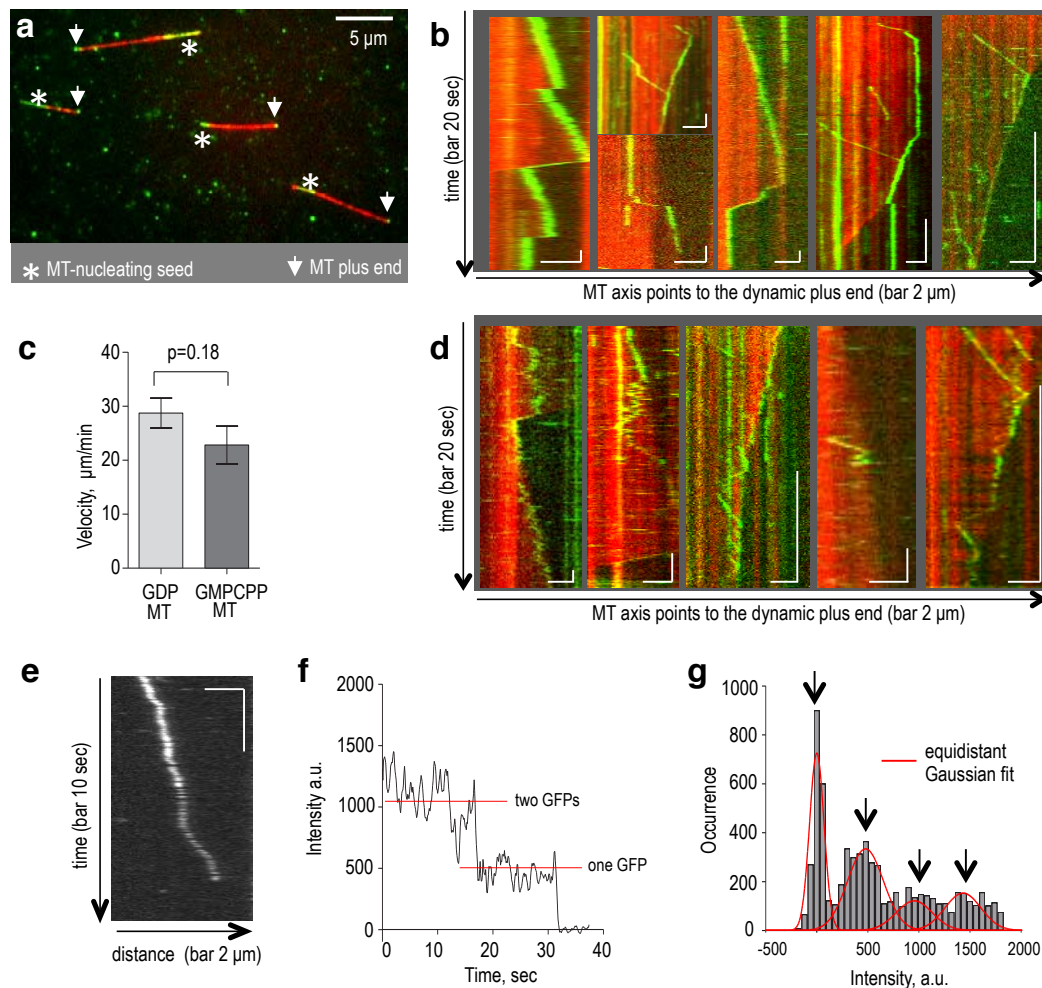 a
5 µm
* MT-nucleating seed
MT plus end
b
time (bar 20 sec)
MT axis points to the dynamic plus end (bar 2 µm)
c
Velocity, µm/min
40
30
20
10
0
p=0.18
GDP
MT
GMPCPP
MT
d
time (bar 20 sec)
MT axis points to the dynamic plus end (bar 2 µm)
e
time (bar 10 sec)
distance (bar 2 µm)
f
Intensity a.u.
2000
1500
1000
500
0
two GFPs
one GFP
0
10
20
30
40
Time, sec
g
Occurrence
1000
800
600
400
200
0
equidistant
Gaussian fit
-500
0
500
1000
1500
2000
Intensity, a.u.